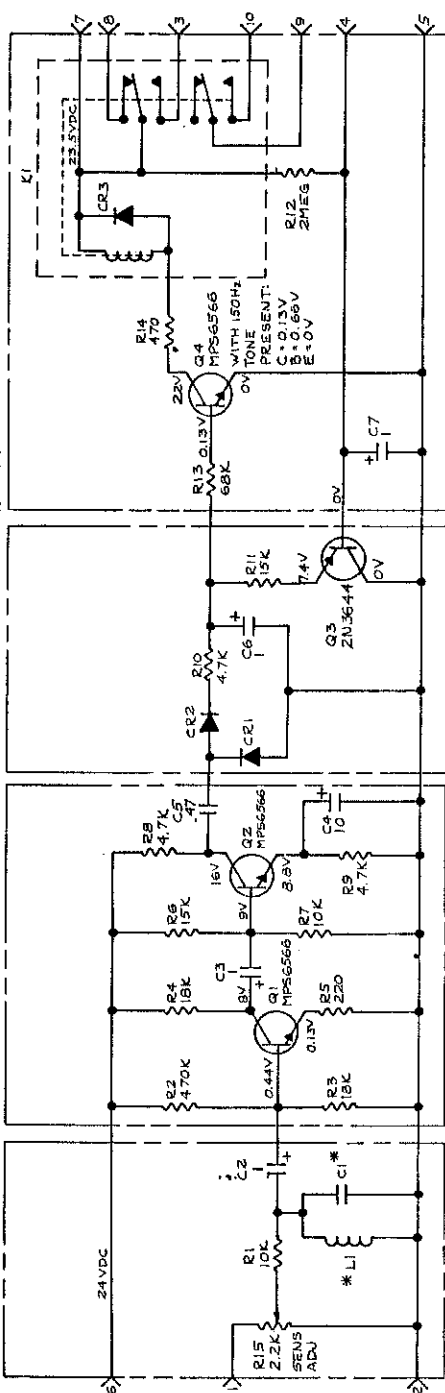 6
24VDC
1
R15
2.2K
SENS
ADJ
2
R1
10K
* L1
C1 *
C2
1
+
R2
470K
R3
18K
0.44V
R4
18K
8V
Q1
MPS6566
0.13V
R5
220
C3
1
+
R6
15K
9V
R7
10K
R8
4.7K
16V
Q2
MPS6566
8.8V
R9
4.7K
C4
10
+
C5
.47
CR2
CR1
R10
4.7K
C6
1
+
R11
15K
7.4V
Q3
2N3644
0V
0V
C7
1
+
R13
68K
0.13V
Q4
MPS6566
22V
0V
WITH 150HZ
TONE
PRESENT:
C = 0.13V
B = 0.66V
E = 0V
R14
470
K1
CR3
23.5VDC
R12
2MEG
7
8
3
10
9
4
5